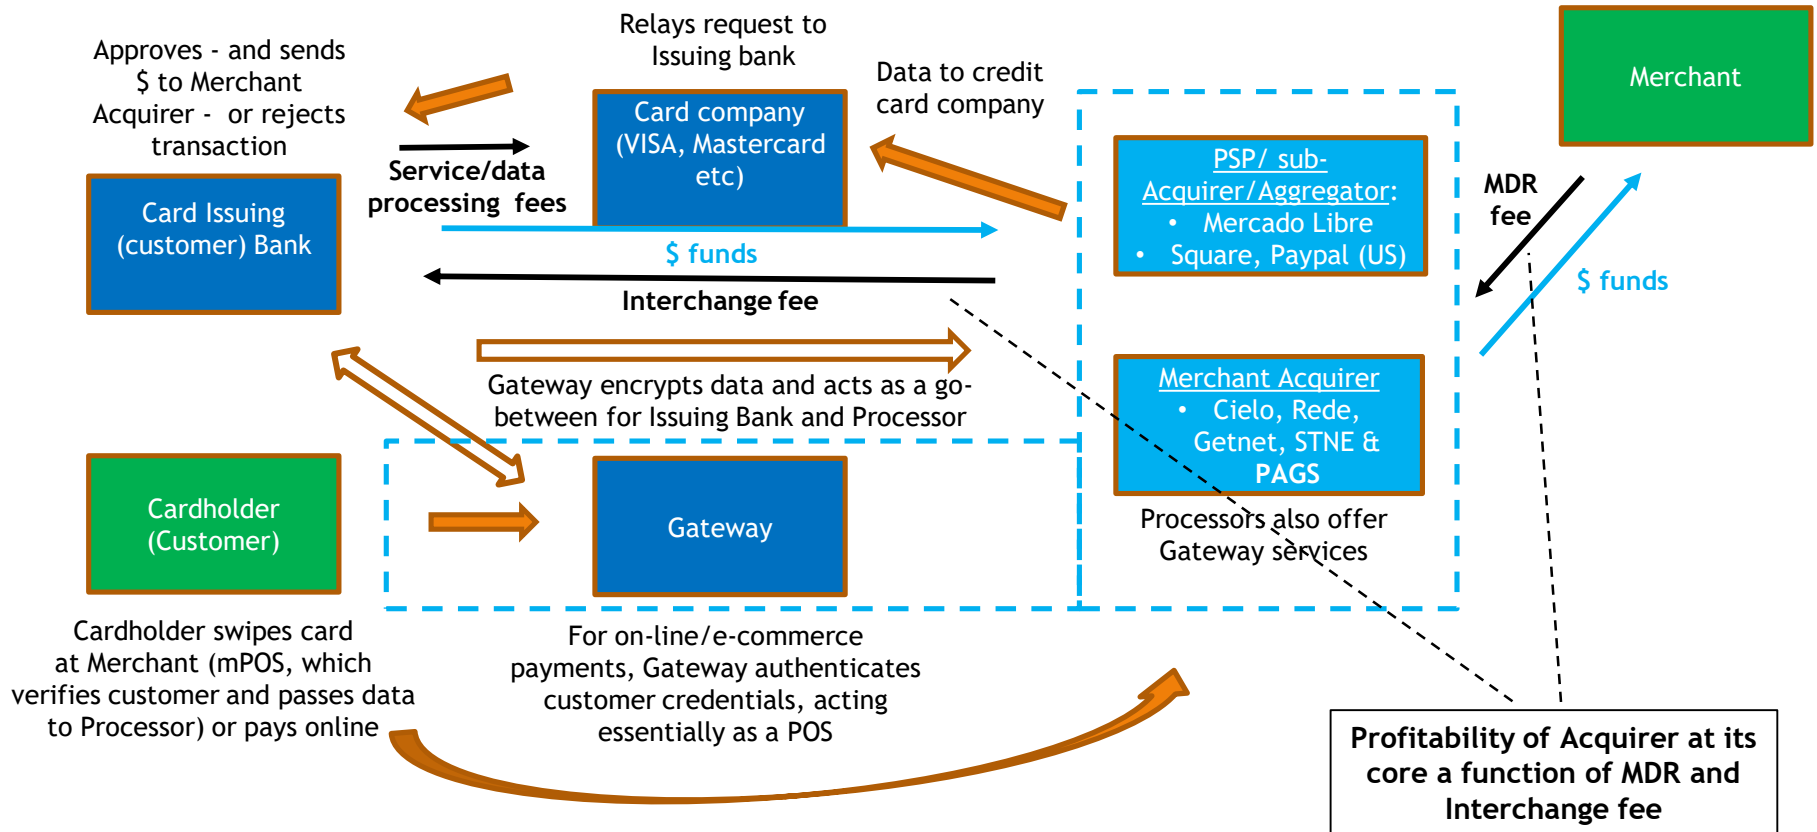 Approves - and sends
$ to Merchant
Acquirer - or rejects
transaction
Relays request to
Issuing bank
Data to credit
card company
Merchant
Card company
(VISA, Mastercard
etc)
Service/data
processing fees
Card Issuing
(customer) Bank
$ funds
Interchange fee
PSP/ sub-
Acquirer/Aggregator:
• Mercado Libre
• Square, Paypal (US)
MDR
fee
$ funds
Gateway encrypts data and acts as a go-
between for Issuing Bank and Processor
Merchant Acquirer
• Cielo, Rede,
Getnet, STNE &
PAGS
Processors also offer
Gateway services
Cardholder
(Customer)
Gateway
Cardholder swipes card
at Merchant (mPOS, which
verifies customer and passes data
to Processor) or pays online
For on-line/e-commerce
payments, Gateway authenticates
customer credentials, acting
essentially as a POS
Profitability of Acquirer at its
core a function of MDR and
Interchange fee